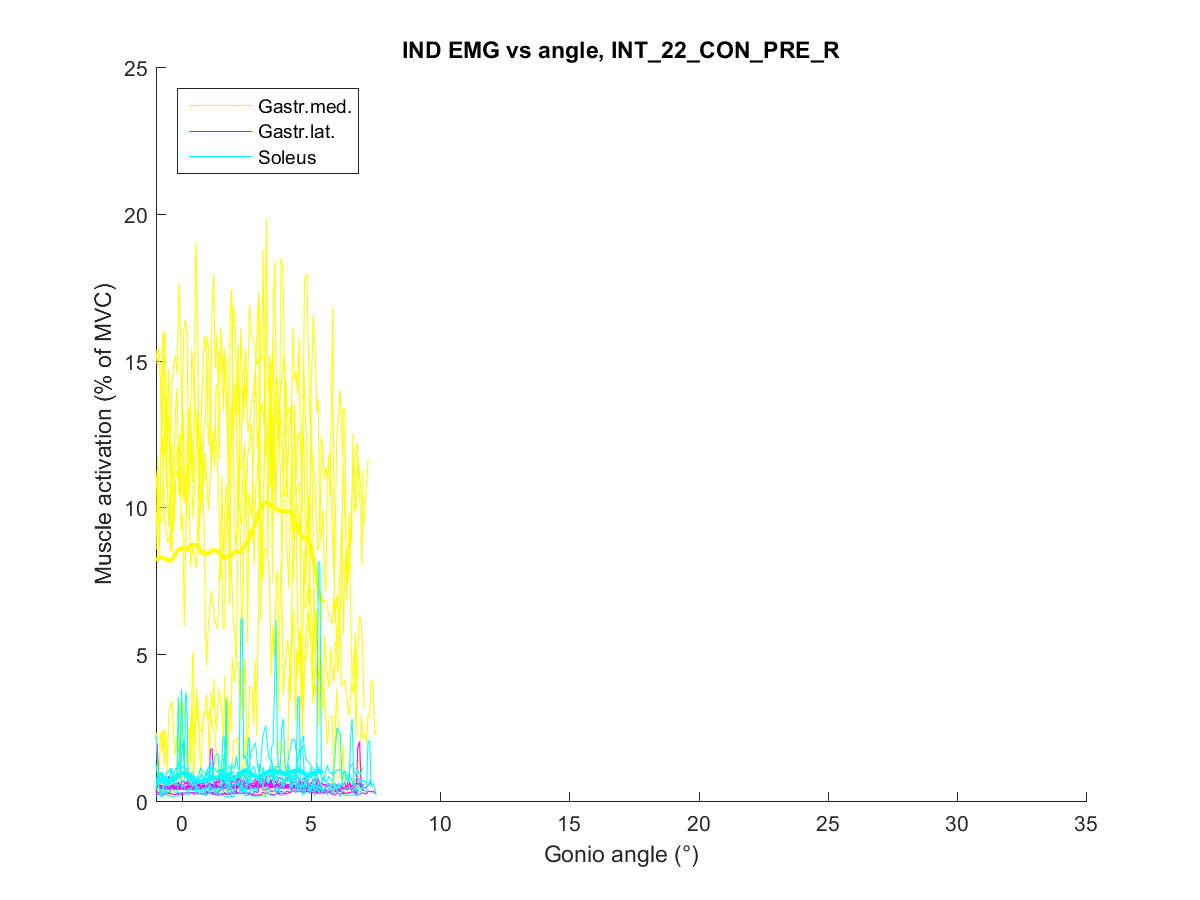 IND EMG vs angle, INT_22_CON_PRE_R
25
20
15
10
5
0
Muscle activation (% of MVC)
Gastr.med.
Gastr.lat.
Soleus
0 5 10 15 20 25 30 35
Gonio angle (°)